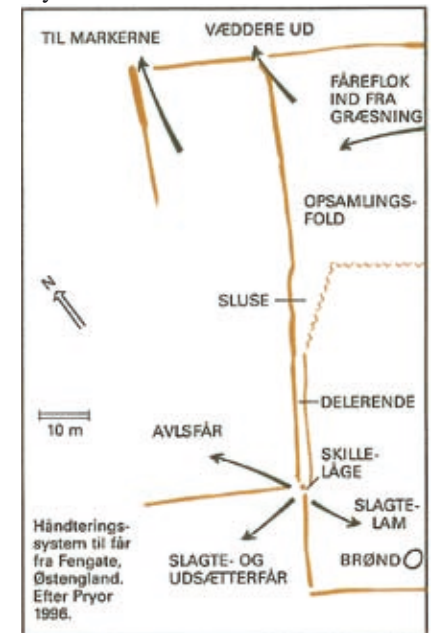 TIL MARKERNE
VÆDDERE UD
FÅREFLOK
IND FRA
GRÆSNING
OPSAMLINGS-
FOLD
N
SLUSE
DELERENDE
10 m
AVLSFÅR
SKILLE-
LÅGE
SLAGTE-
LAM
Håndterings-
system til får
fra Fengate,
Østengland.
Efter Pryor
1996.
SLAGTE- OG
UDSÆTTERFÅR
BRØND